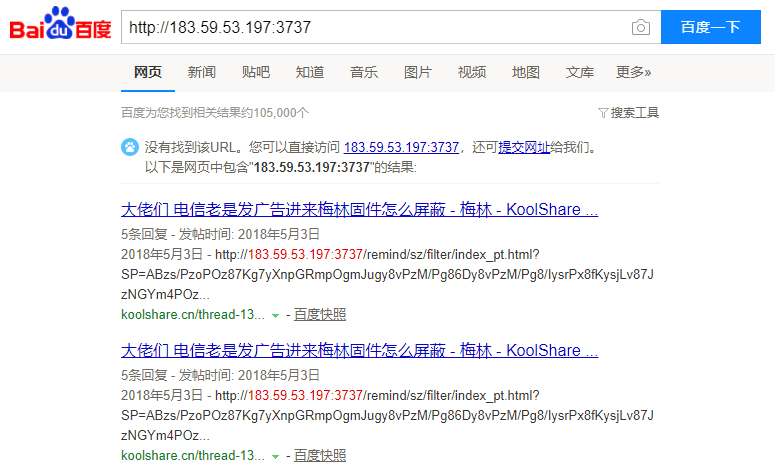 Bai du 百度 http://183.59.53.197:3737 百度一下
网页 新闻 贴吧 知道 音乐 图片 视频 地图 文库 更多»
百度为您找到相关结果约105,000个 搜索工具
没有找到该URL。您可以直接访问 183.59.53.197:3737，还可提交网址给我们。
以下是网页中包含"183.59.53.197:3737"的结果:
大佬们 电信老是发广告进来梅林固件怎么屏蔽 - 梅林 - KoolShare ...
5条回复 - 发帖时间: 2018年5月3日
2018年5月3日 - http://183.59.53.197:3737/remind/sz/filter/index_pt.html?
SP=ABzs/PzoPOz87Kg7yXnpGRmpOgmJugy8vPzM/Pg86Dy8vPzM/Pg8/IysrPx8fKysjLv87J
zNGYm4POz...
koolshare.cn/thread-13... - 百度快照
大佬们 电信老是发广告进来梅林固件怎么屏蔽 - 梅林 - KoolShare ...
5条回复 - 发帖时间: 2018年5月3日
2018年5月3日 - http://183.59.53.197:3737/remind/sz/filter/index_pt.html?
SP=ABzs/PzoPOz87Kg7yXnpGRmpOgmJugy8vPzM/Pg86Dy8vPzM/Pg8/IysrPx8fKysjLv87J
zNGYm4POz...
koolshare.cn/thread-13... - 百度快照